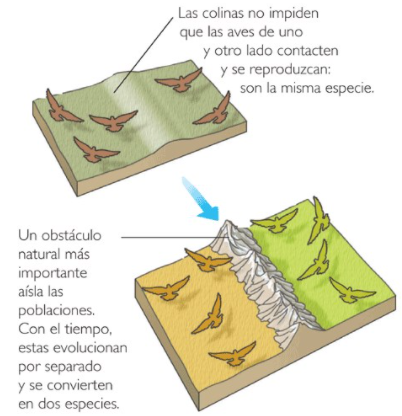 Las colinas no impiden
que las aves de uno
y otro lado contacten
y se reproduzcan:
son la misma especie.
Un obstáculo
natural más
importante
aísla las
poblaciones.
Con el tiempo,
estas evolucionan
por separado
y se convierten
en dos especies.